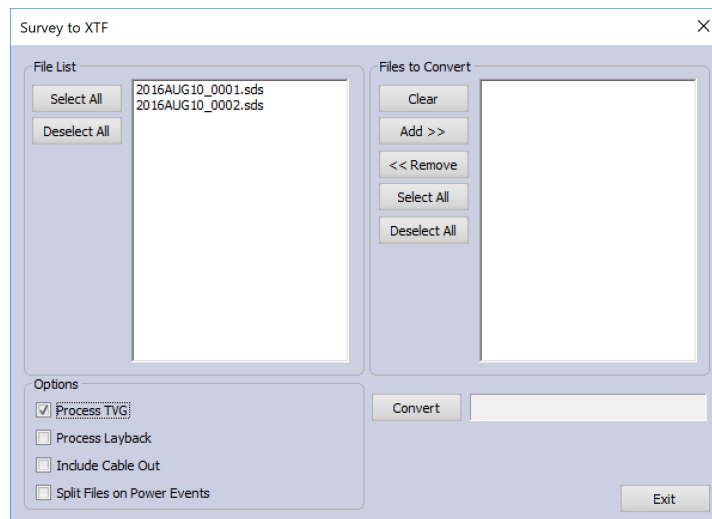 Survey to XTF
File List
Select All
Deselect All
2016AUG10_0001.sds
2016AUG10_0002.sds
Files to Convert
Clear
Add >>
<< Remove
Select All
Deselect All
Options
Process TVG
Process Layback
Include Cable Out
Split Files on Power Events
Convert
Exit